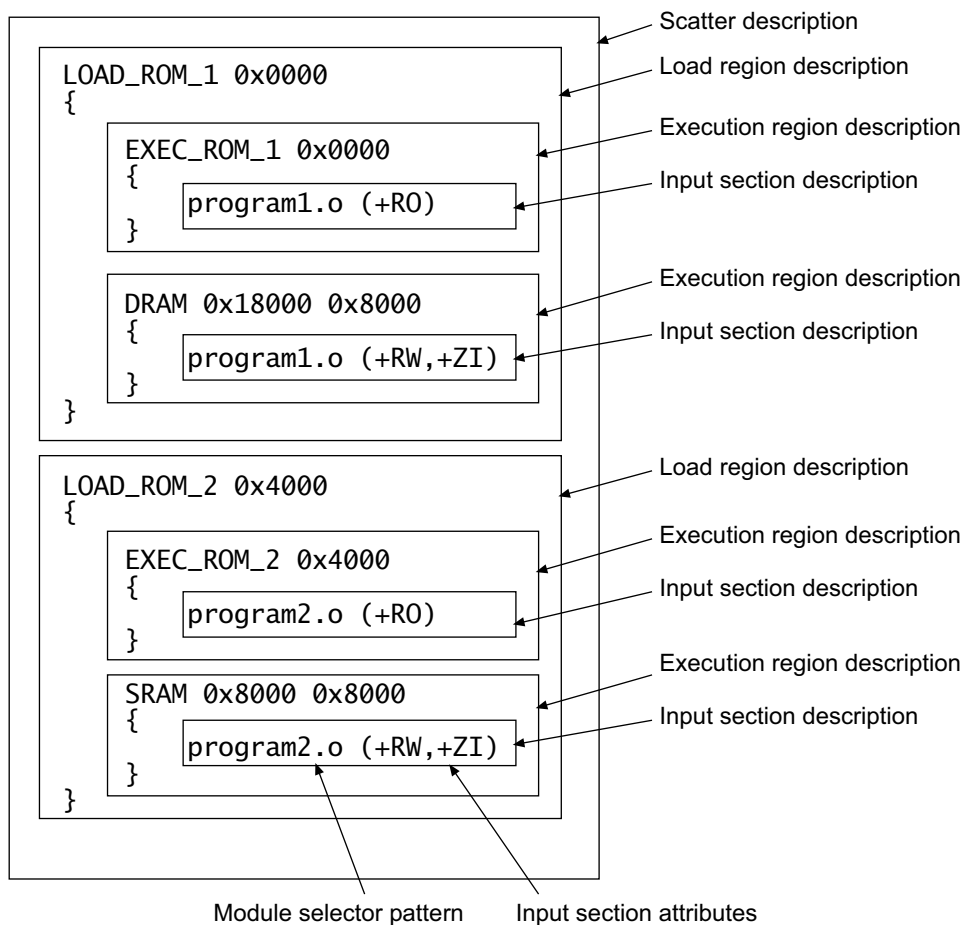 Scatter description
LOAD_ROM_1 0x0000
Load region description
{
Execution region description
EXEC_ROM_1 0x0000
{
Input section description
program1.o (+RO)
}
Execution region description
DRAM 0x18000 0x8000
{
Input section description
program1.o (+RW,+ZI)
}
}
Load region description
LOAD_ROM_2 0x4000
{
Execution region description
EXEC_ROM_2 0x4000
{
Input section description
program2.o (+RO)
}
Execution region description
SRAM 0x8000 0x8000
{
Input section description
program2.o (+RW,+ZI)
}
}
Module selector pattern
Input section attributes